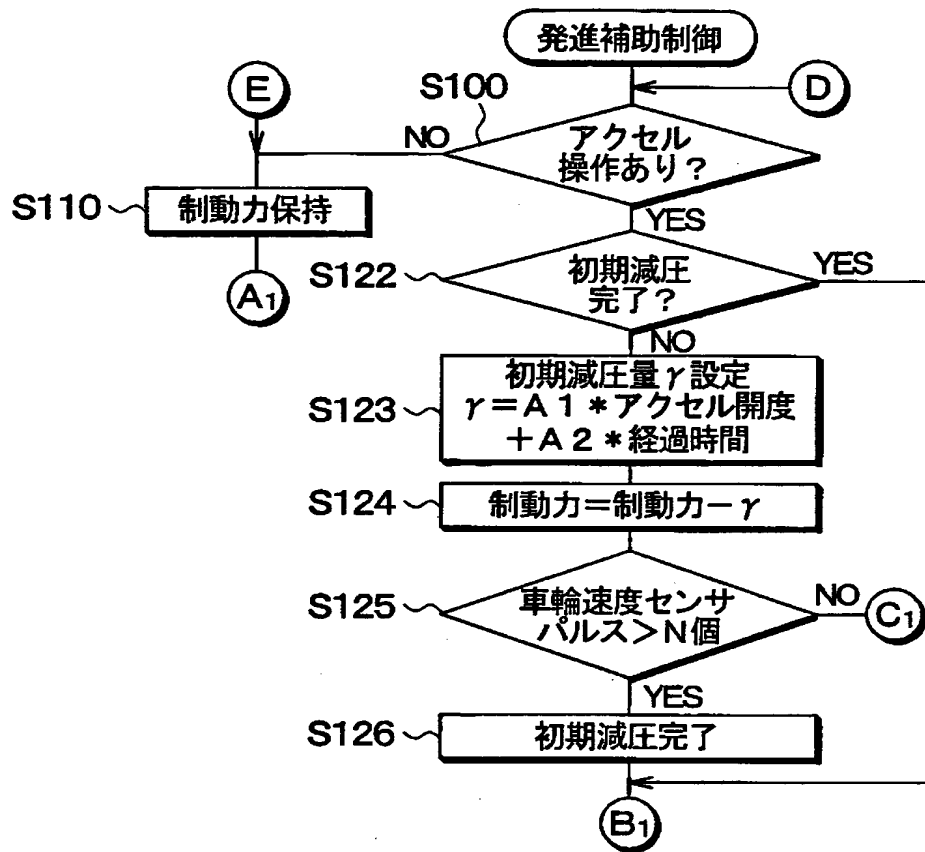 発進補助制御
E
D
S100
NO
アクセル
操作あり?
S110
制動力保持
YES
A1
S122
初期減圧
完了?
YES
NO
S123
初期減圧量γ設定
γ=A1*アクセル開度
+A2*経過時間
S124
制動力=制動力-γ
S125
車輪速度センサ
パルス>N個
NO
C1
YES
S126
初期減圧完了
B1